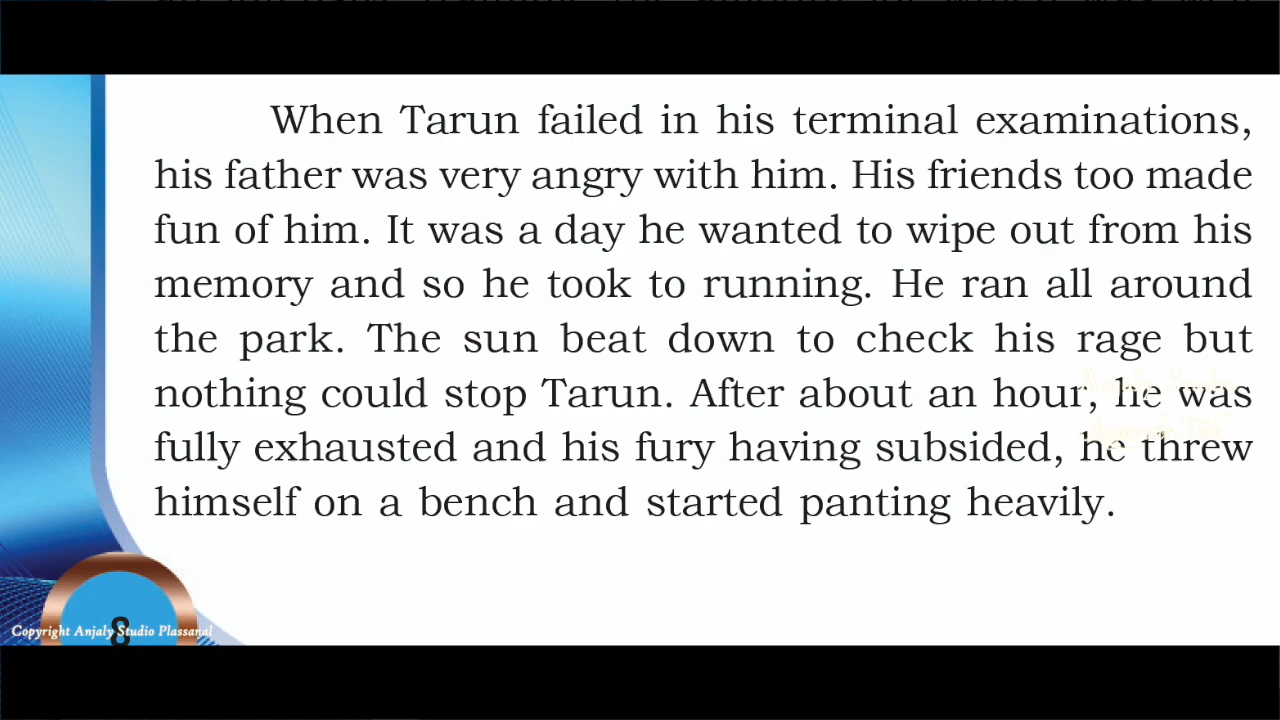 When Tarun failed in his terminal examinations,
his father was very angry with him. His friends too made
fun of him. It was a day he wanted to wipe out from his
memory and so he took to running. He ran all around
the park. The sun beat down to check his rage but
nothing could stop Tarun. After about an hour, he was
fully exhausted and his fury having subsided, he threw
himself on a bench and started panting heavily.
8
Copyright Anjaly Studio Plassanal